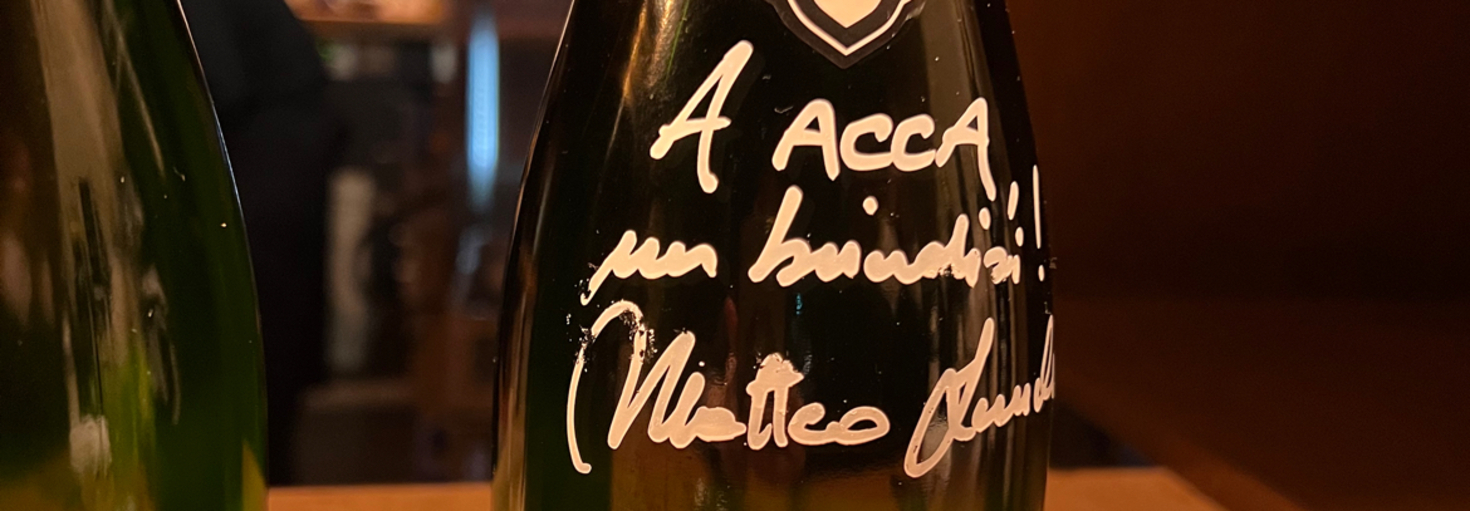 A ACCA
un brindisi!
Matteo